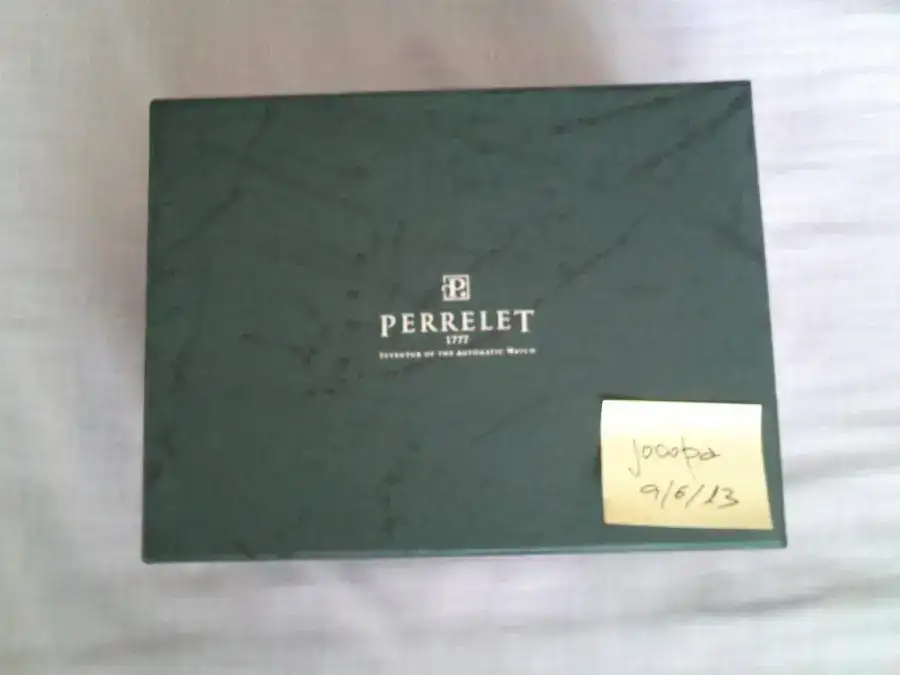 P
PERRELET
1777
INVENTOR OF THE AUTOMATIC WATCH
jocopa
9/6/13